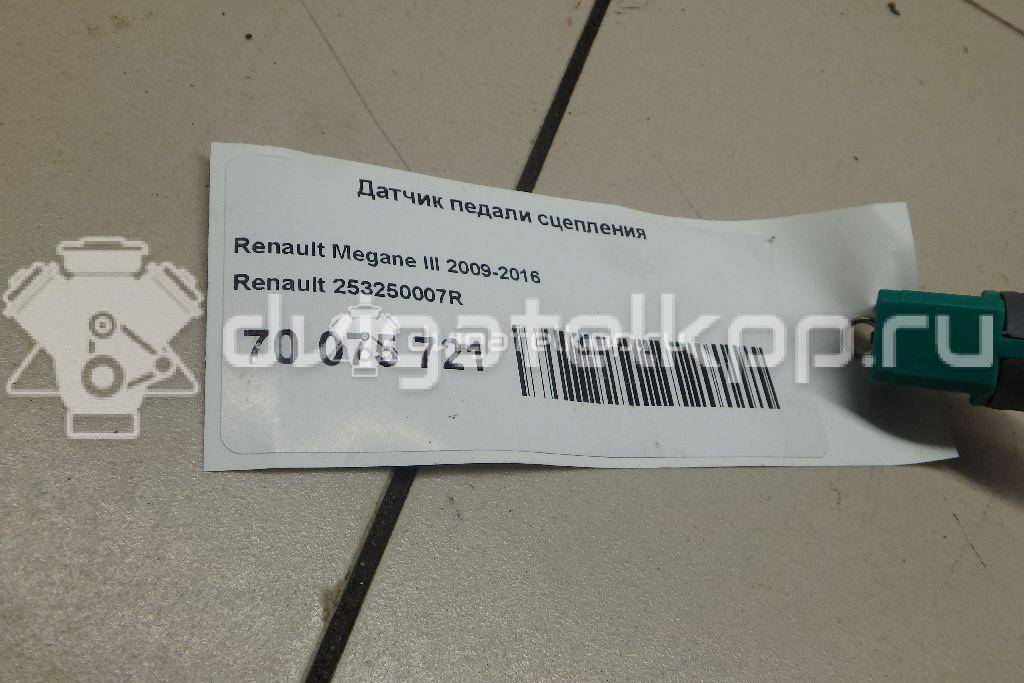 Датчик педали сцепления
Renault Megane III 2009-2016
Renault 253250007R
70 075 721
dvigatelkop.ru